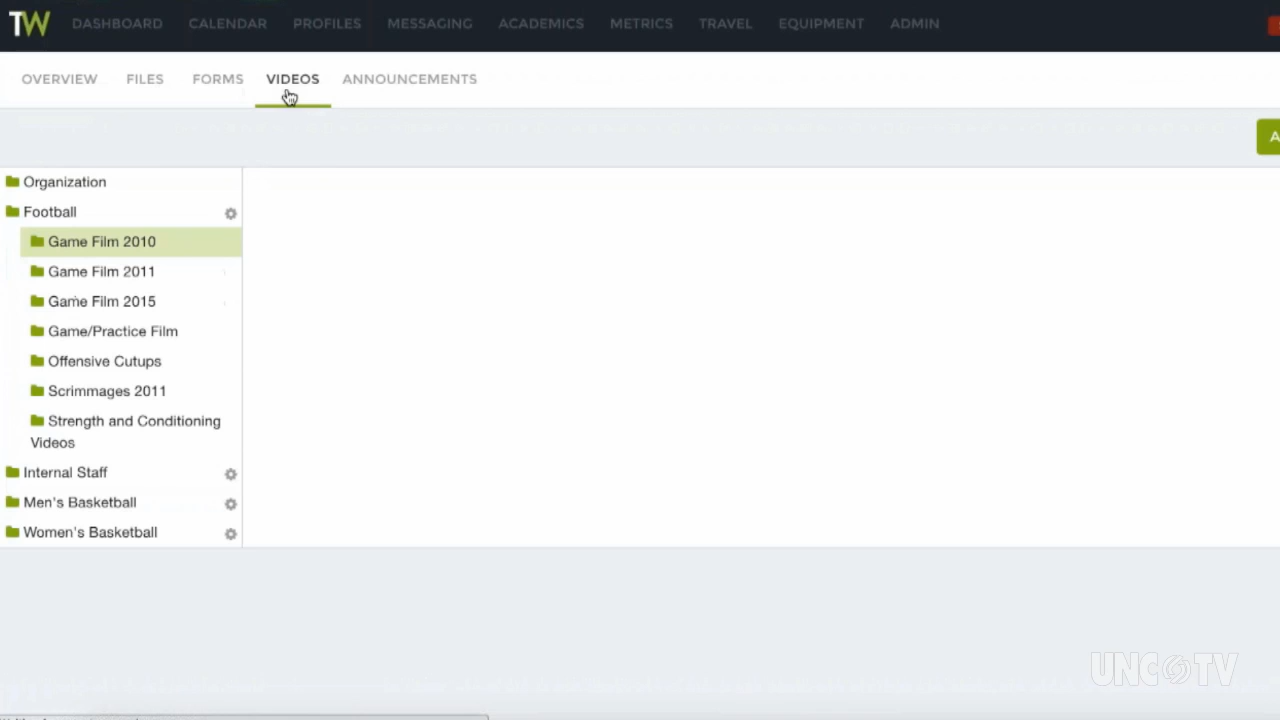 TW DASHBOARD CALENDAR PROFILES MESSAGING ACADEMICS METRICS TRAVEL EQUIPMENT ADMIN
OVERVIEW FILES FORMS VIDEOS ANNOUNCEMENTS
A
Organization
Football
Game Film 2010
Game Film 2011
Game Film 2015
Game/Practice Film
Offensive Cutups
Scrimmages 2011
Strength and Conditioning
Videos
Internal Staff
Men's Basketball
Women's Basketball
UNC TV